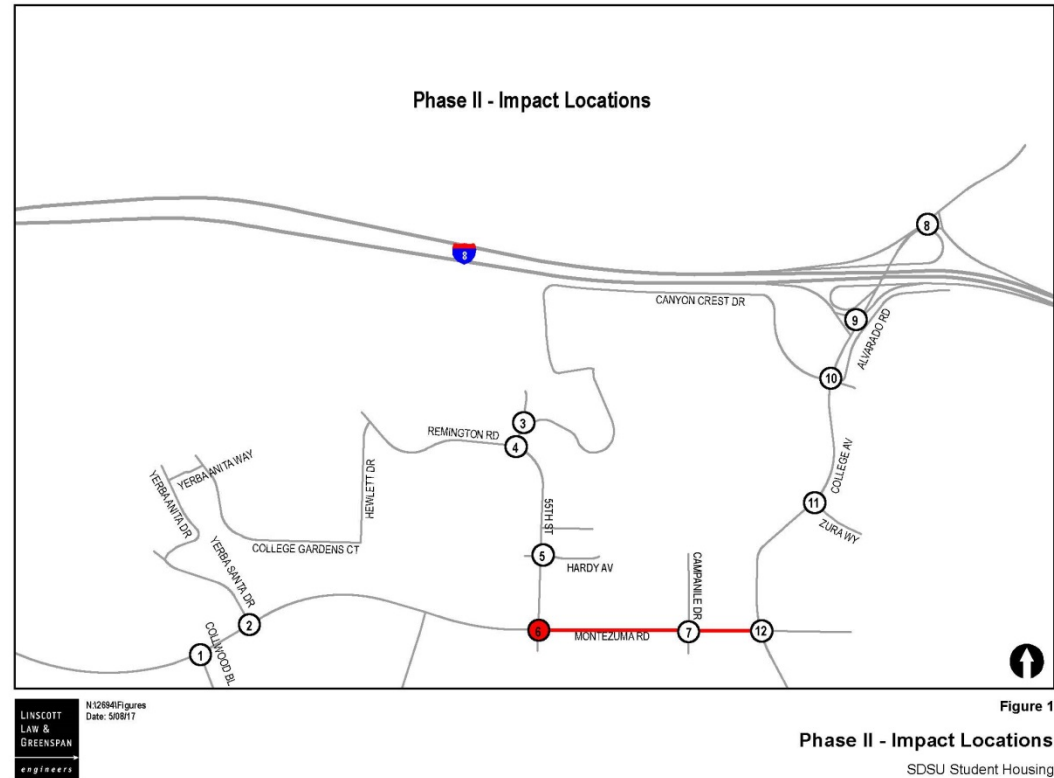 Phase II - Impact Locations
8
8
CANYON CREST DR
9
ALVARADO RD
10
3
REMINGTON RD
4
COLLEGE AV
YERBA ANITA WAY
YERBA ANITA DR
HEWLETT DR
55TH ST
11
ZURA WY
COLLEGE GARDENS CT
5
HARDY AV
CAMPANILE DR
YERBA SANTA DR
2
6
MONTEZUMA RD
7
12
1
COLLWOOD BL
LINSCOTT
LAW &
GREENSPAN
engineers
N:\2694\Figures
Date: 5/08/17
Figure 1
Phase II - Impact Locations
SDSU Student Housing